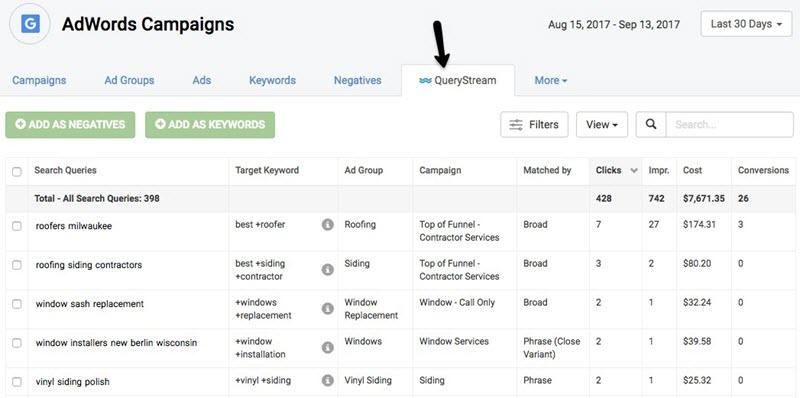 G AdWords Campaigns
Aug 15, 2017 - Sep 13, 2017
Last 30 Days
Campaigns Ad Groups Ads Keywords Negatives QueryStream More
ADD AS NEGATIVES ADD AS KEYWORDS Filters View Search...
Search Queries Target Keyword Ad Group Campaign Matched by Clicks Impr. Cost Conversions
Total - All Search Queries: 398 428 742 $7,671.35 26
roofers milwaukee best +roofer Roofing Top of Funnel - Broad 7 27 $174.31 3
Contractor Services
roofing siding contractors best +siding Siding Top of Funnel - Broad 3 2 $80.20 0
+contractor Contractor Services
window sash replacement +windows Window Window - Call Only Broad 2 1 $32.24 0
+replacement Replacement
window installers new berlin wisconsin +window Windows Window Services Phrase (Close 2 1 $39.58 0
+installation Variant)
vinyl siding polish +vinyl +siding Vinyl Siding Siding Phrase 2 1 $25.32 0